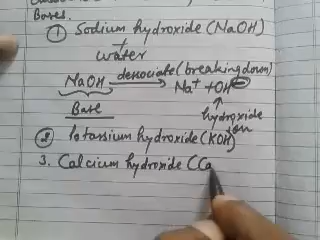 Bases.
① Sodium hydroxide (NaOH)
+
water
NaOH dessociate (breaking down) Na⁺ + OH⁻
Base
hydroxide
ion
② Potassium hydroxide (KOH)
3. Calcium hydroxide (Ca